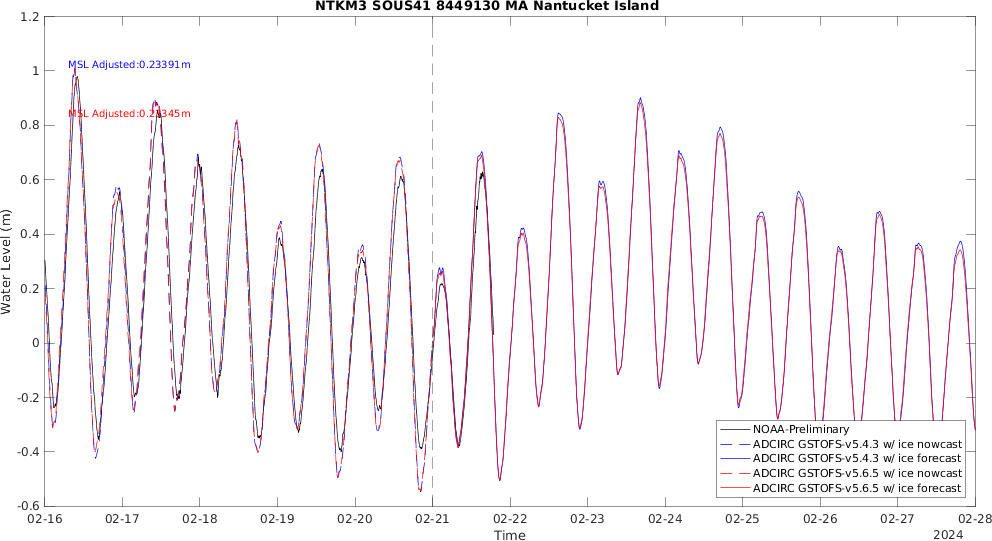 NTKM3 SOUS41 8449130 MA Nantucket Island
1.2
1
0.8
0.6
0.4
0.2
0
-0.2
-0.4
-0.6
Water Level (m)
MSL Adjusted:0.23391m
MSL Adjusted:0.23345m
NOAA-Preliminary
ADCIRC GSTOFS-v5.4.3 w/ ice nowcast
ADCIRC GSTOFS-v5.4.3 w/ ice forecast
ADCIRC GSTOFS-v5.6.5 w/ ice nowcast
ADCIRC GSTOFS-v5.6.5 w/ ice forecast
02-16 02-17 02-18 02-19 02-20 02-21 02-22 02-23 02-24 02-25 02-26 02-27 02-28
Time
2024